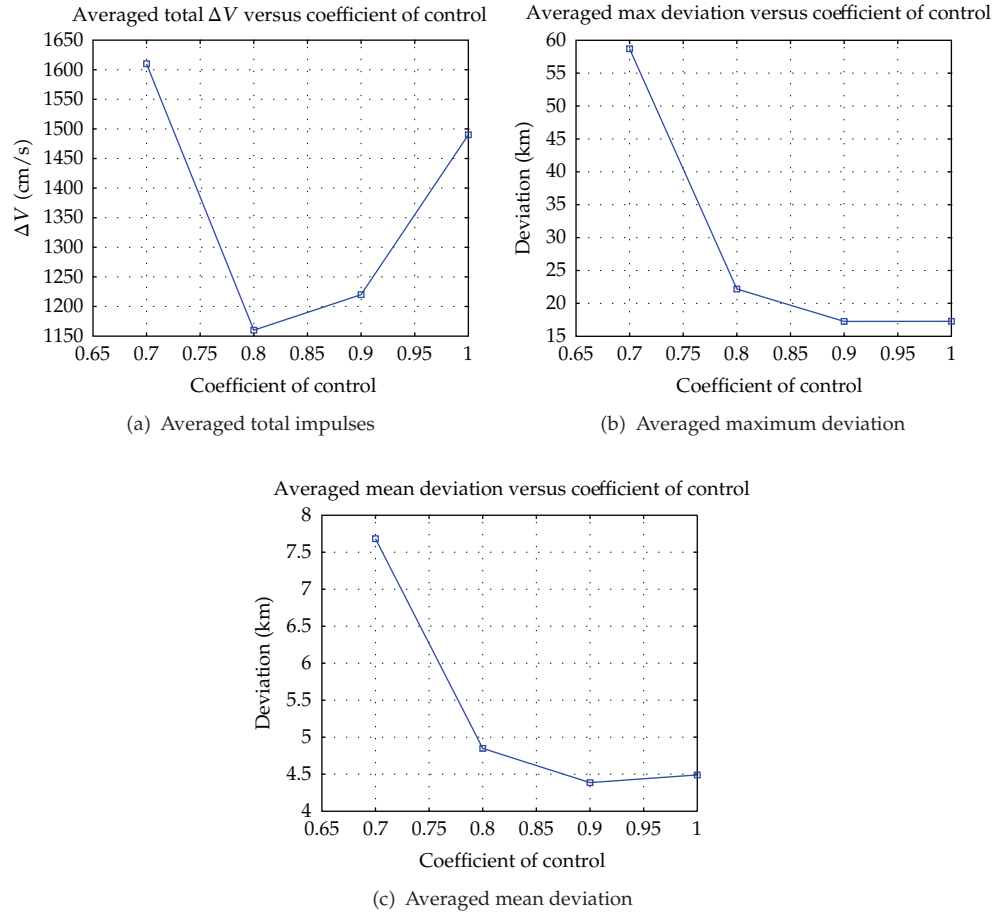 Averaged total ΔV versus coefficient of control
1650
1600
1550
1500
1450
1400
1350
1300
1250
1200
1150
ΔV (cm/s)
0.65 0.7 0.75 0.8 0.85 0.9 0.95 1
Coefficient of control
(a) Averaged total impulses
Averaged max deviation versus coefficient of control
60
55
50
45
40
35
30
25
20
15
Deviation (km)
0.65 0.7 0.75 0.8 0.85 0.9 0.95 1
Coefficient of control
(b) Averaged maximum deviation
Averaged mean deviation versus coefficient of control
8
7.5
7
6.5
6
5.5
5
4.5
4
Deviation (km)
0.65 0.7 0.75 0.8 0.85 0.9 0.95 1
Coefficient of control
(c) Averaged mean deviation